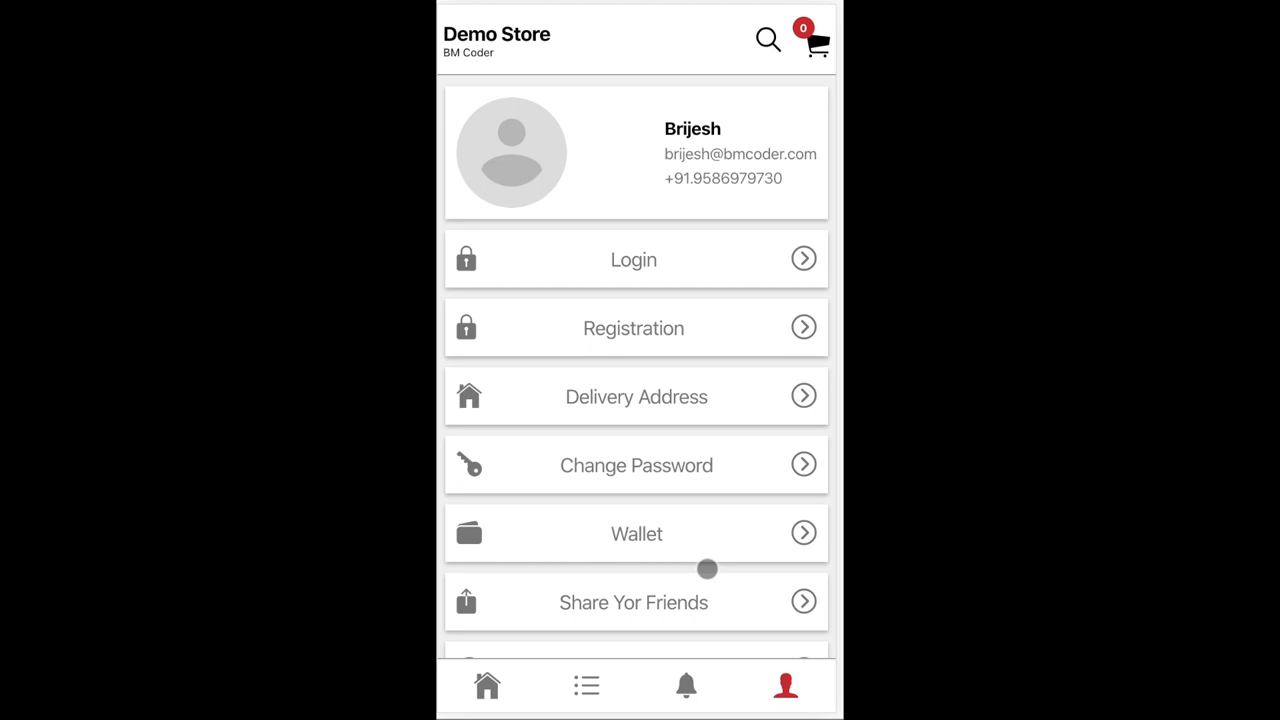 Demo Store
BM Coder
0
Brijesh
brijesh@bmcoder.com
+91.9586979730
Login
Registration
Delivery Address
Change Password
Wallet
Share Yor Friends